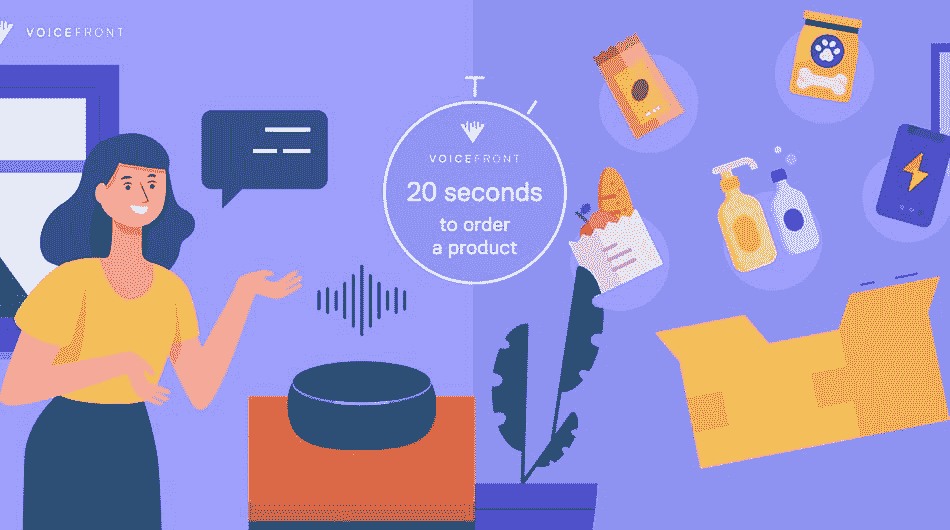 VOICEFRONT
VOICEFRONT
20 seconds
to order
a product